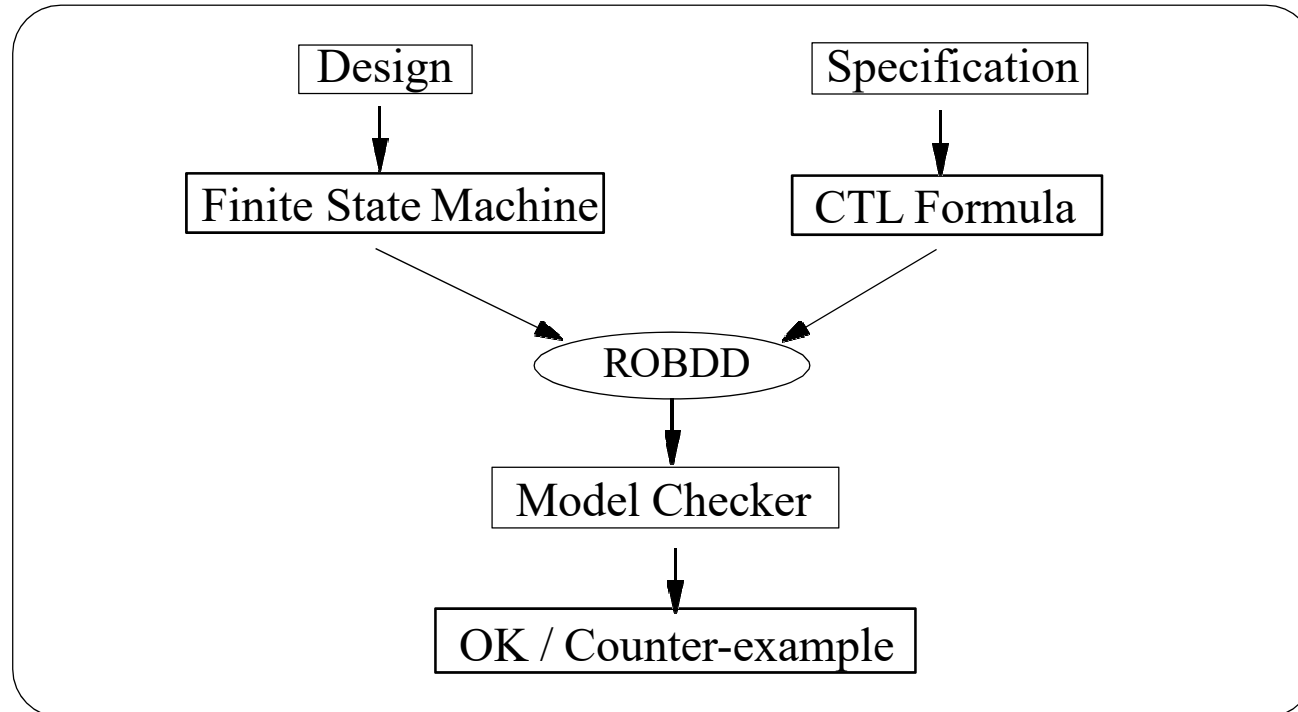 Design
Specification
Finite State Machine
CTL Formula
ROBDD
Model Checker
OK / Counter-example